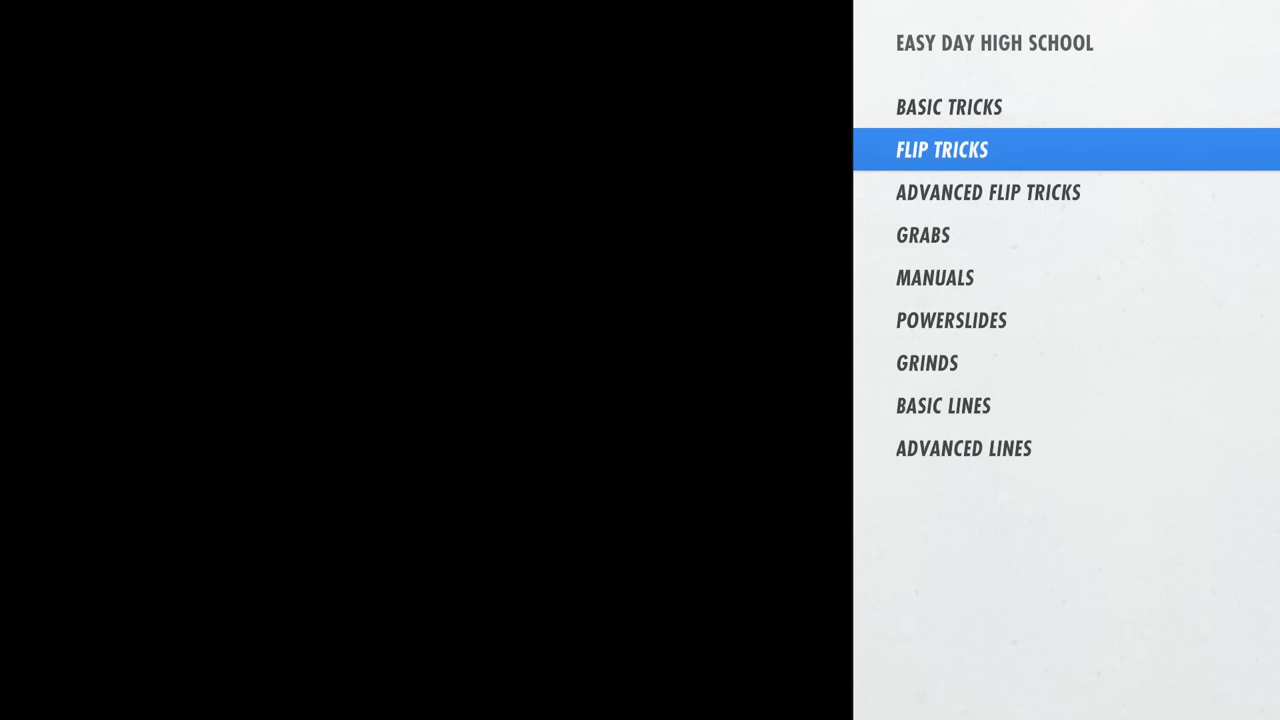 EASY DAY HIGH SCHOOL
BASIC TRICKS
FLIP TRICKS
ADVANCED FLIP TRICKS
GRABS
MANUALS
POWERSLIDES
GRINDS
BASIC LINES
ADVANCED LINES